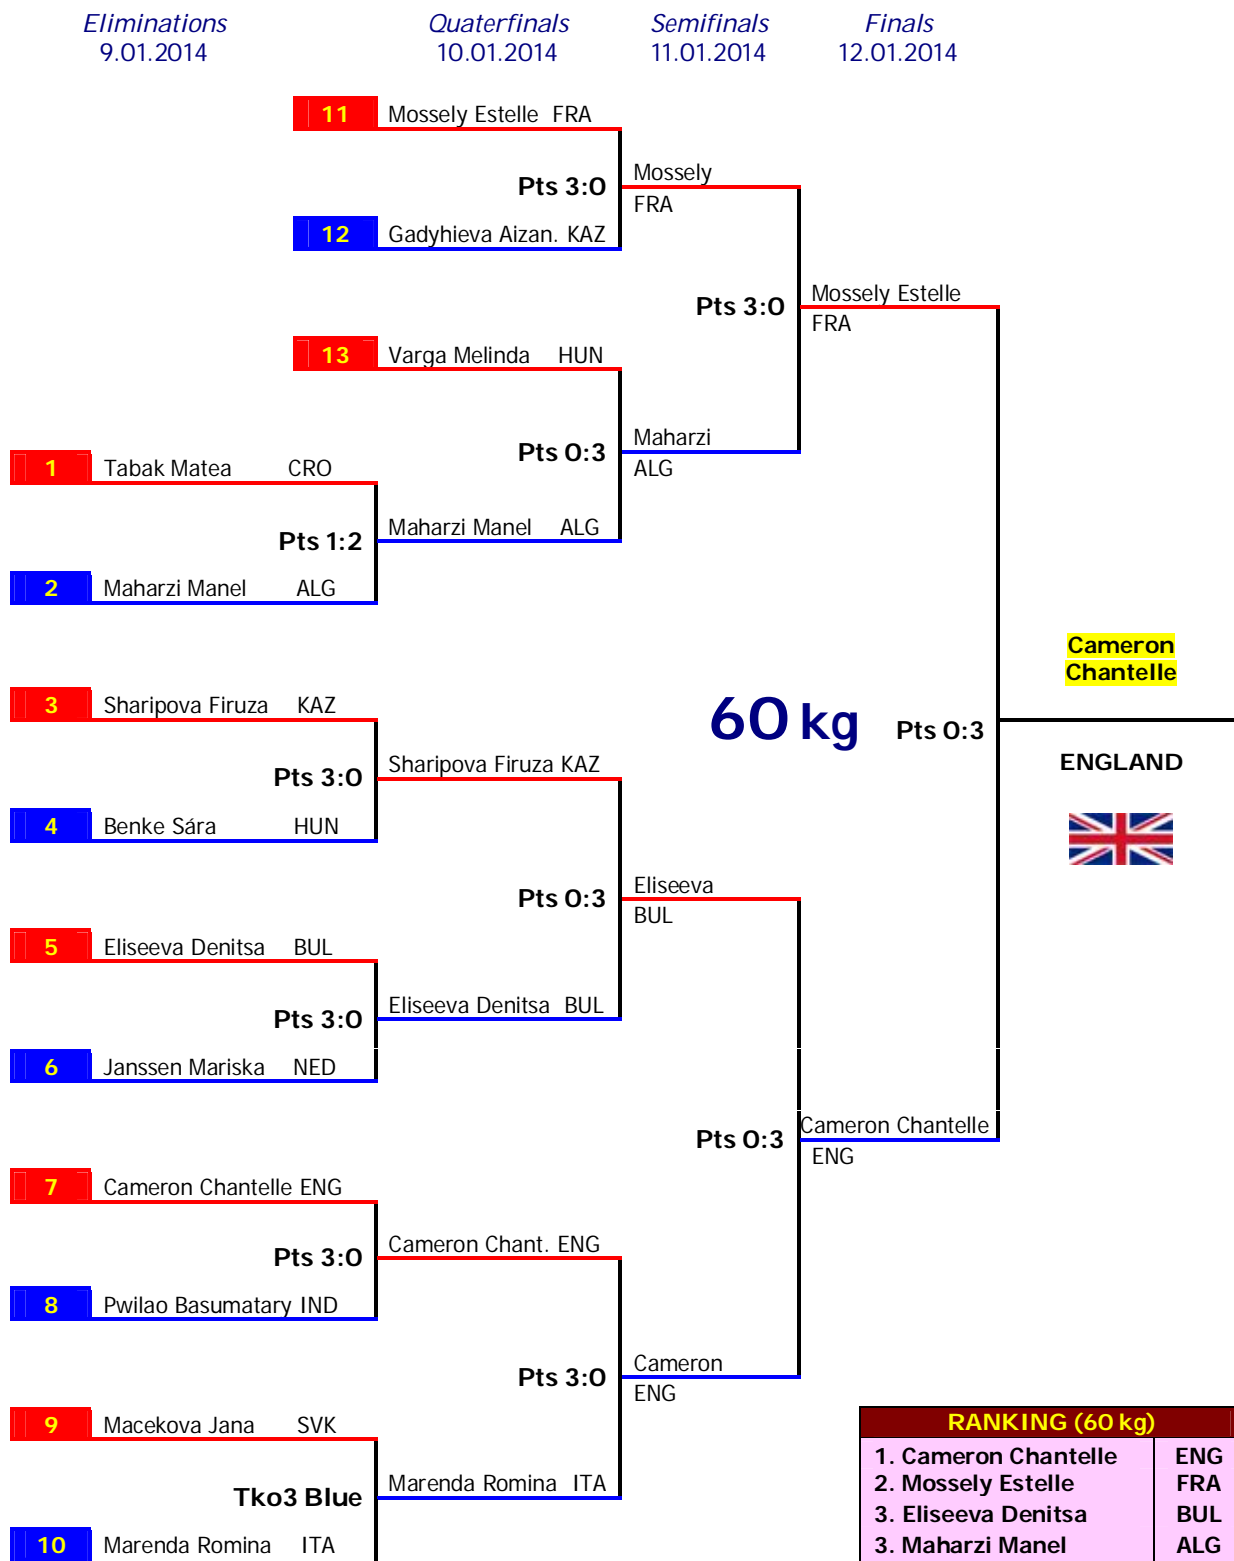 Eliminations Quaterfinals Semifinals Finals
9.01.2014 10.01.2014 11.01.2014 12.01.2014
11 Mossely Estelle FRA
Pts 3:0 Mossely
FRA
12 Gadyhieva Aizan. KAZ
Pts 3:0 Mossely Estelle
FRA
13 Varga Melinda HUN
Pts 0:3 Maharzi
ALG
1 Tabak Matea CRO
Pts 1:2 Maharzi Manel ALG
2 Maharzi Manel ALG
Cameron
Chantelle
3 Sharipova Firuza KAZ
60 kg Pts 0:3
ENGLAND
Pts 3:0 Sharipova Firuza KAZ
4 Benke Sára HUN
Pts 0:3 Eliseeva
BUL
5 Eliseeva Denitsa BUL
Pts 3:0 Eliseeva Denitsa BUL
6 Janssen Mariska NED
Pts 0:3 Cameron Chantelle
ENG
7 Cameron Chantelle ENG
Pts 3:0 Cameron Chant. ENG
8 Pwilao Basumatary IND
Pts 3:0 Cameron
ENG
9 Macekova Jana SVK
Tko3 Blue Marenda Romina ITA
10 Marenda Romina ITA
RANKING (60 kg)
1. Cameron Chantelle ENG
2. Mossely Estelle FRA
3. Eliseeva Denitsa BUL
3. Maharzi Manel ALG